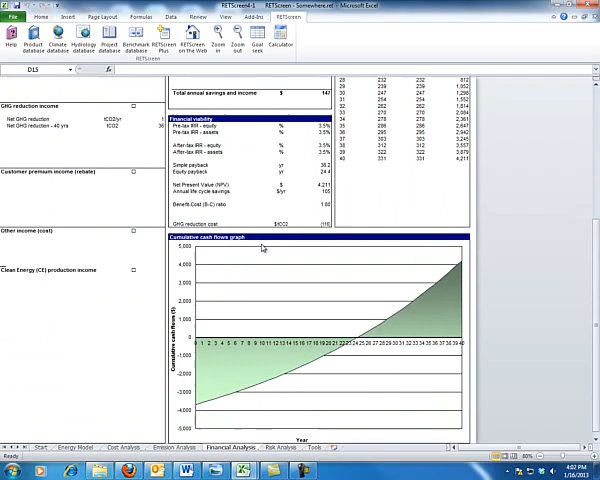 RETScreen4-1 RETScreen - Somewhere.ret - Microsoft Excel
File Home Insert Page Layout Formulas Data Review View Add-Ins RETScreen
Help Product database Climate database Hydrology database Project database Benchmark database RETScreen Plus RETScreen on the Web Zoom in Zoom out Goal seek Calculator
RETScreen
D15 fx
Total annual savings and income $ 147
28 232 232 812
29 239 239 1,052
30 247 247 1,298
31 254 254 1,552
33 270 270 2,084
34 278 278 2,361
35 286 286 2,647
36 295 295 2,942
37 303 303 3,245
38 312 312 3,557
39 322 322 3,879
40 331 331 4,211
GHG reduction income
Net GHG reduction tCO2/yr 1
Net GHG reduction - 40 yrs tCO2 36
Customer premium income (rebate)
Other income (cost)
Clean Energy (CE) production income
Financial viability
Pre-tax IRR - equity % 3.5%
Pre-tax IRR - assets % 3.5%
After-tax IRR - equity % 3.5%
After-tax IRR - assets % 3.5%
Simple payback yr 36.2
Equity payback yr 24.4
Net Present Value (NPV) $ 4,211
Annual life cycle savings $/yr 105
Benefit-Cost (B-C) ratio
GHG reduction cost $/tCO2 (116)
Cumulative cash flows graph
5,000
4,000
3,000
2,000
1,000
0
-1,000
-2,000
-3,000
-4,000
-5,000
Cumulative cash flows ($)
0 1 2 3 4 5 6 7 8 9 10 11 12 13 14 15 16 17 18 19 20 21 22 23 24 25 26 27 28 29 30 31 32 33 34 35 36 37 38 39 40
Year
Start Energy Model Cost Analysis Emission Analysis Financial Analysis Risk Analysis Tools
Ready 80%
4:02 PM
1/16/2013